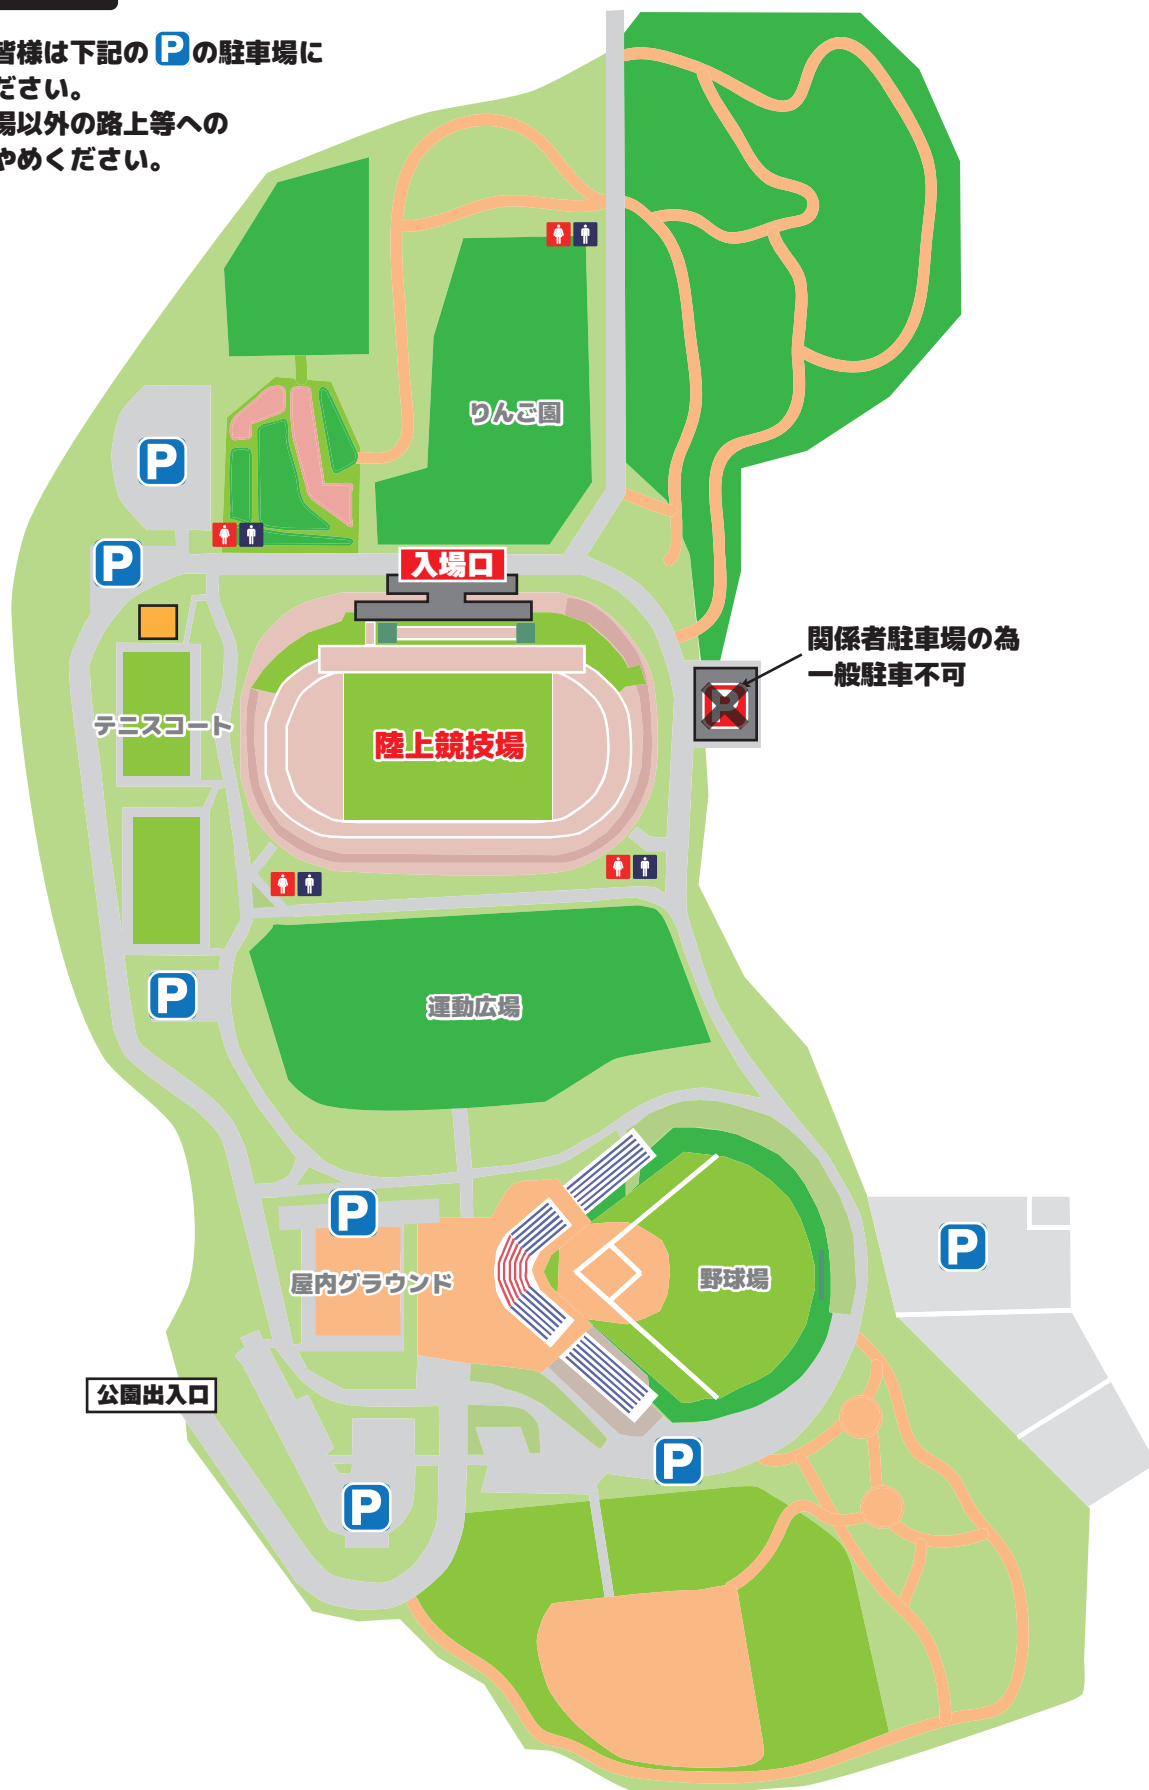 皆様は下記の P の駐車場に
ださい。
場以外の路上等への
やめください。
りんご園
P
P
入場口
関係者駐車場の為
一般駐車不可
P
テニスコート
陸上競技場
P
運動広場
P
P
屋内グラウンド
野球場
公園出入口
P
P